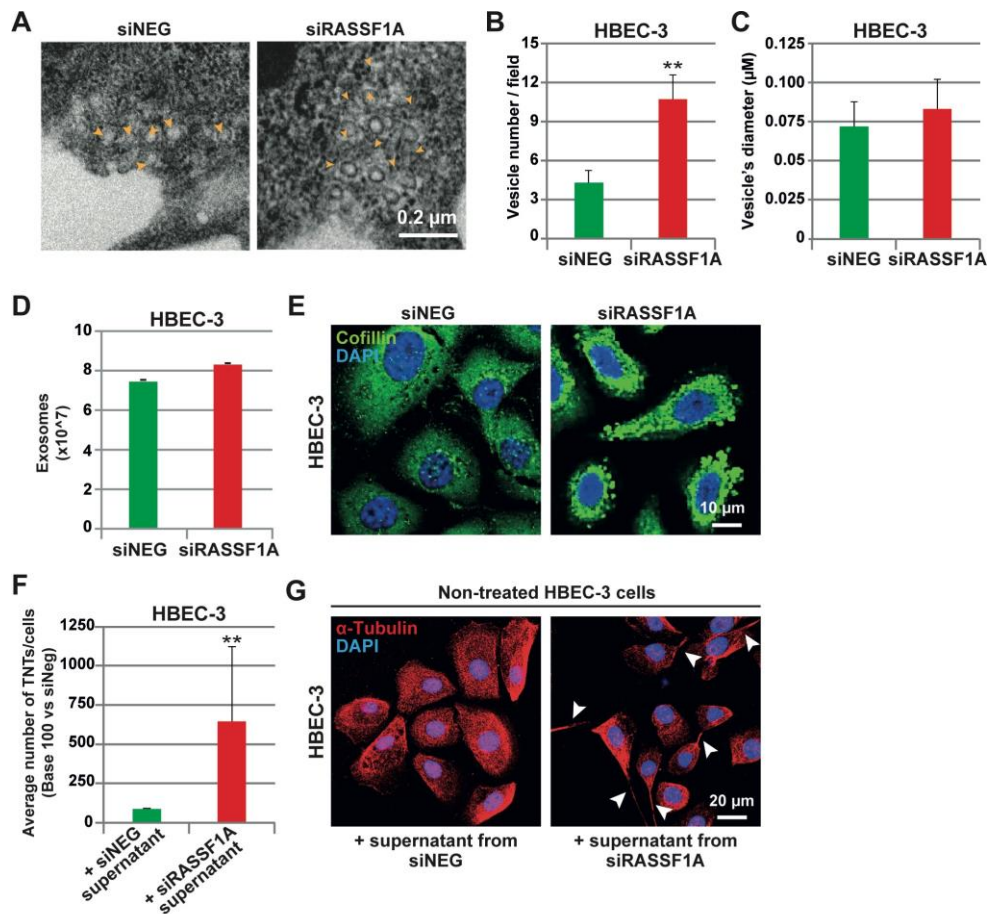 A
siNEG
siRASSF1A
0.2 µm
B
HBEC-3
Vesicle number / field
15
12
9
6
3
0
**
siNEG
siRASSF1A
C
HBEC-3
Vesicle's diameter (µM)
0.125
0.100
0.075
0.050
0.025
0
siNEG
siRASSF1A
D
HBEC-3
Exosomes
(x10^7)
10
8
6
4
2
0
siNEG
siRASSF1A
E
siNEG
siRASSF1A
HBEC-3
Cofillin
DAPI
10 µm
F
HBEC-3
Average number of TNTs/cells
(Base 100 vs siNeg)
1250
1000
750
500
250
0
**
+ siNEG
supernatant
+ siRASSF1A
supernatant
G
Non-treated HBEC-3 cells
HBEC-3
α-Tubulin
DAPI
20 µm
+ supernatant from
siNEG
+ supernatant from
siRASSF1A